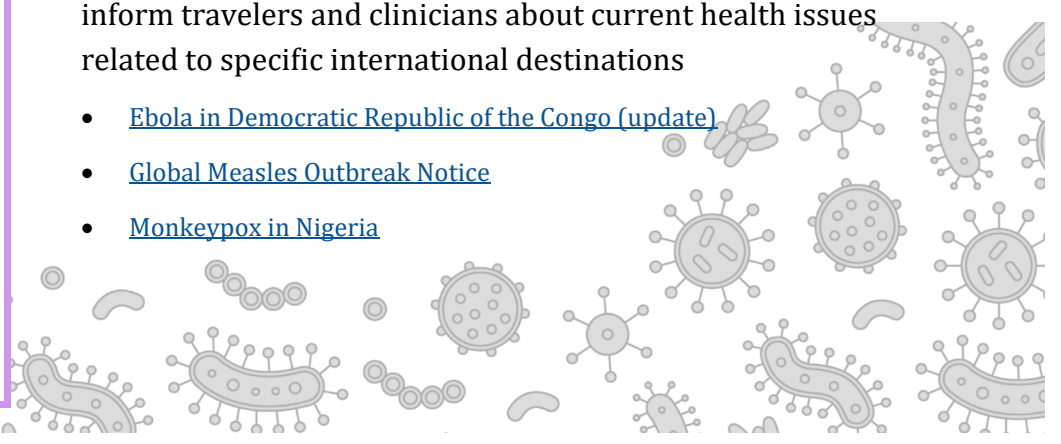 inform travelers and clinicians about current health issues
related to specific international destinations
• Ebola in Democratic Republic of the Congo (update)
• Global Measles Outbreak Notice
• Monkeypox in Nigeria